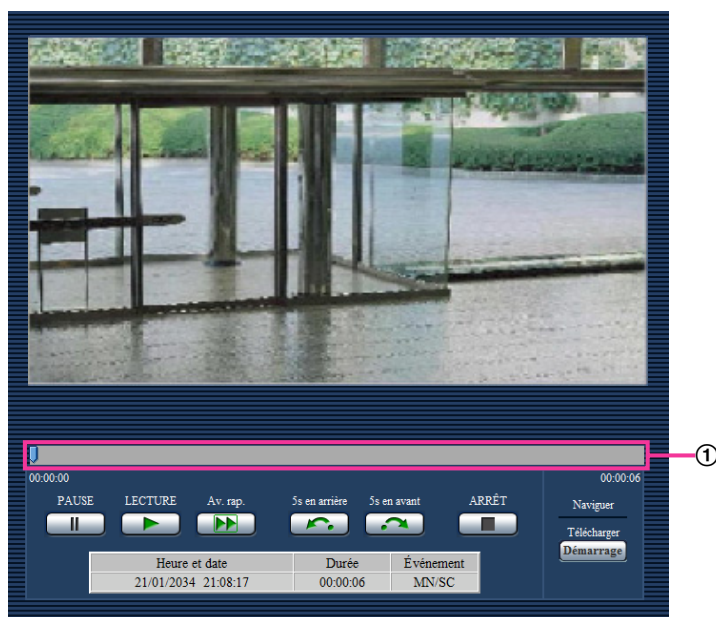 ①
00:00:00 00:00:06
PAUSE LECTURE Av. rap. 5s en arrière 5s en avant ARRÊT
Naviguer
Télécharger
Démarrage
Heure et date Durée Événement
21/01/2034 21:08:17 00:00:06 MN/SC